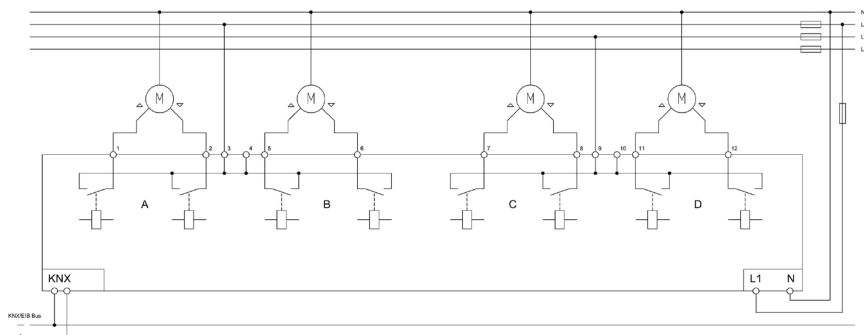 N
L
L
L
M M M M
1 2 3 4 5 6 7 8 9 10 11 12
A B C D
KNX L1 N
KNX/EIB Bus